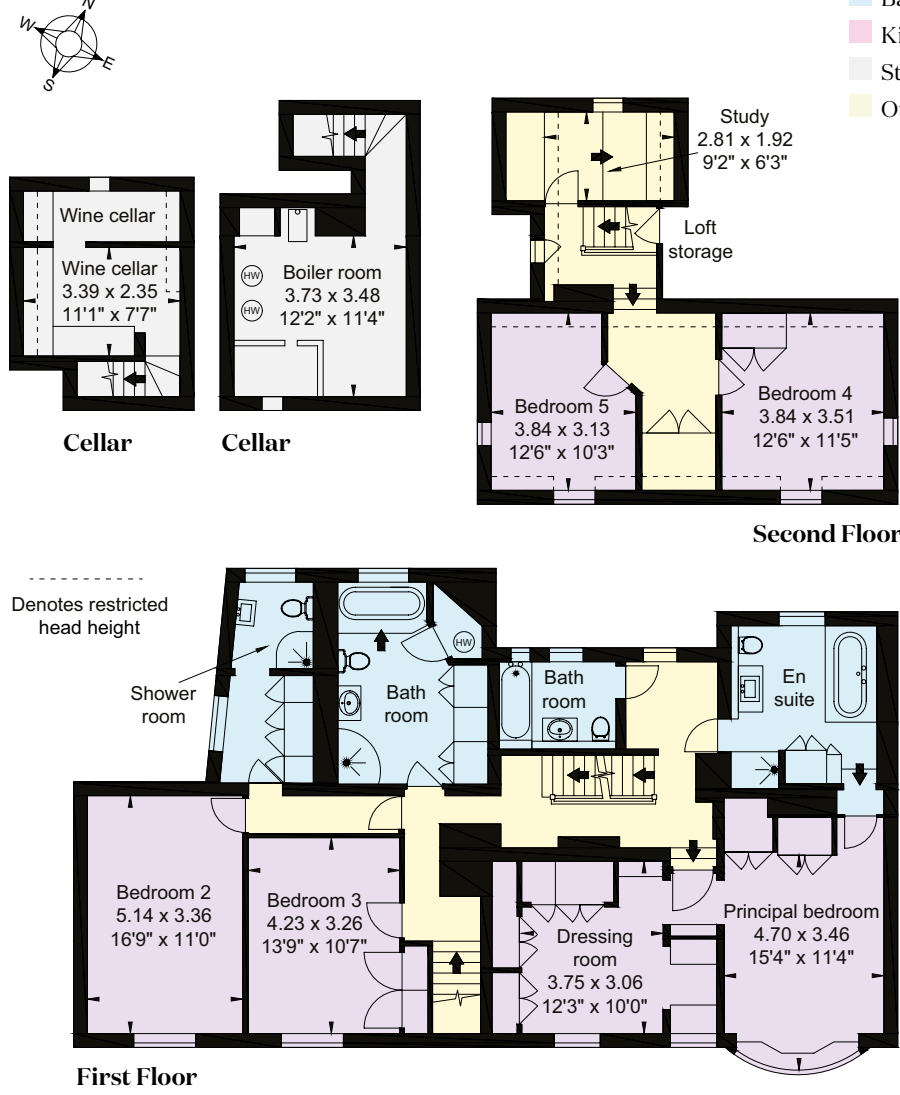 N
W
E
S
Ba
Ki
St
O
Study
2.81 x 1.92
9'2" x 6'3"
Loft
storage
Wine cellar
Wine cellar
3.39 x 2.35
11'1" x 7'7"
HW
HW
Boiler room
3.73 x 3.48
12'2" x 11'4"
Cellar
Cellar
Bedroom 5
3.84 x 3.13
12'6" x 10'3"
Bedroom 4
3.84 x 3.51
12'6" x 11'5"
Second Floor
Denotes restricted
head height
Shower
room
HW
Bath
room
Bath
room
En
suite
Bedroom 2
5.14 x 3.36
16'9" x 11'0"
Bedroom 3
4.23 x 3.26
13'9" x 10'7"
Dressing
room
3.75 x 3.06
12'3" x 10'0"
Principal bedroom
4.70 x 3.46
15'4" x 11'4"
First Floor